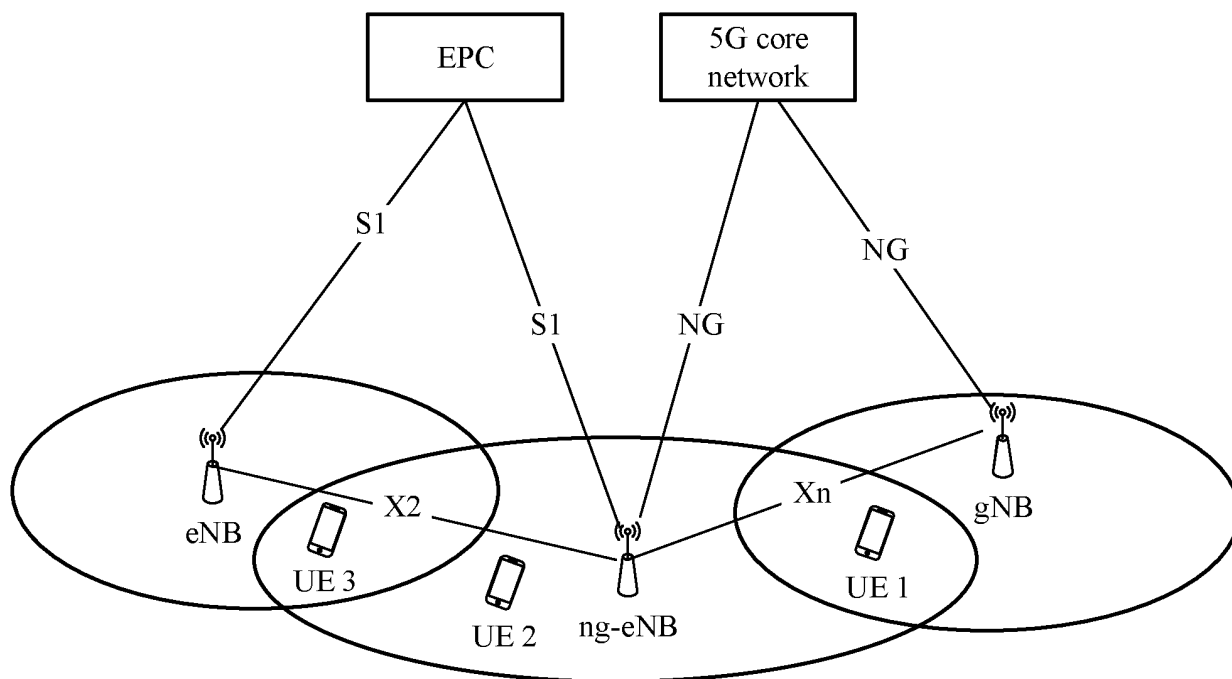 EPC
5G core
network
S1
NG
S1
NG
X2
Xn
eNB
gNB
UE 3
UE 1
UE 2
ng-eNB